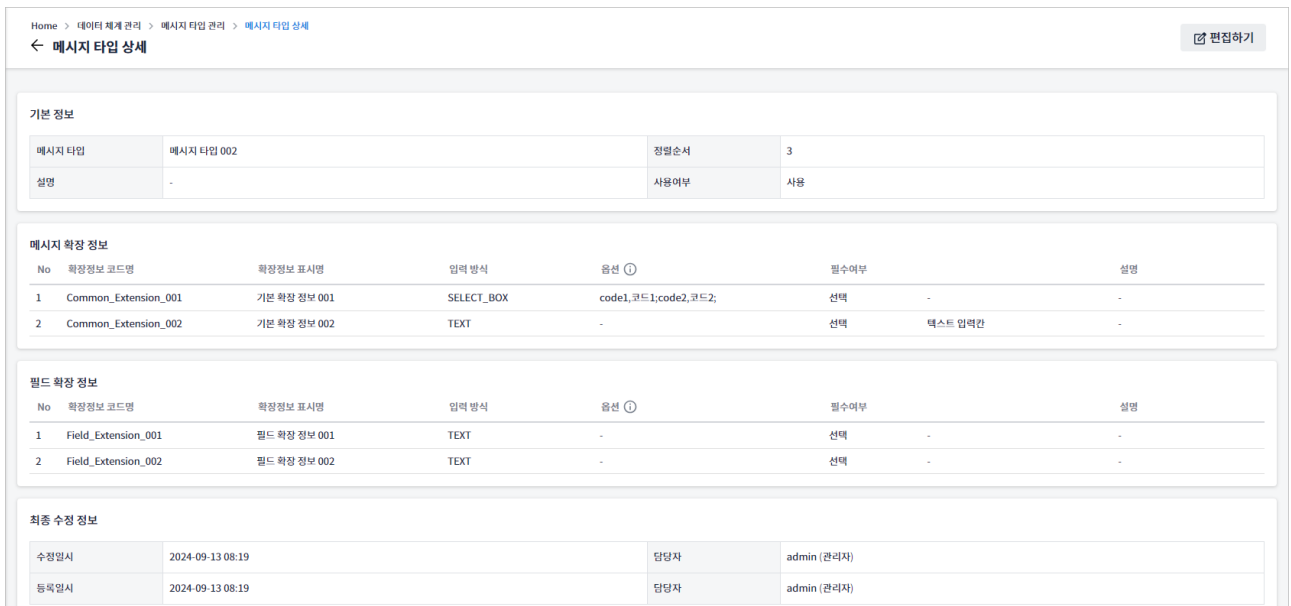 Home > 데이터 체계 관리 > 메시지 타입 관리 > 메시지 타입 상세
← 메시지 타입 상세
편집하기
기본 정보
메시지 타입 메시지 타입 002 정렬순서 3
설명 - 사용여부 사용
메시지 확장 정보
No 확장정보 코드명 확장정보 표시명 입력 방식 옵션 필수여부 설명
1 Common_Extension_001 기본 확장 정보 001 SELECT_BOX code1,코드1;code2,코드2; 선택 - -
2 Common_Extension_002 기본 확장 정보 002 TEXT - 선택 텍스트 입력칸 -
필드 확장 정보
No 확장정보 코드명 확장정보 표시명 입력 방식 옵션 필수여부 설명
1 Field_Extension_001 필드 확장 정보 001 TEXT - 선택 - -
2 Field_Extension_002 필드 확장 정보 002 TEXT - 선택 - -
최종 수정 정보
수정일시 2024-09-13 08:19 담당자 admin (관리자)
등록일시 2024-09-13 08:19 담당자 admin (관리자)